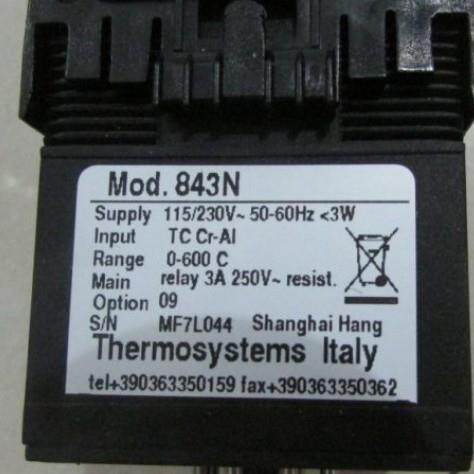 Mod. 843N
Supply 115/230V~ 50-60Hz <3W
Input TC Cr-Al
Range 0-600 C
Main relay 3A 250V~ resist.
Option 09
S/N MF7L044 Shanghai Hang
Thermosystems Italy
tel+390363350159 fax+390363350362